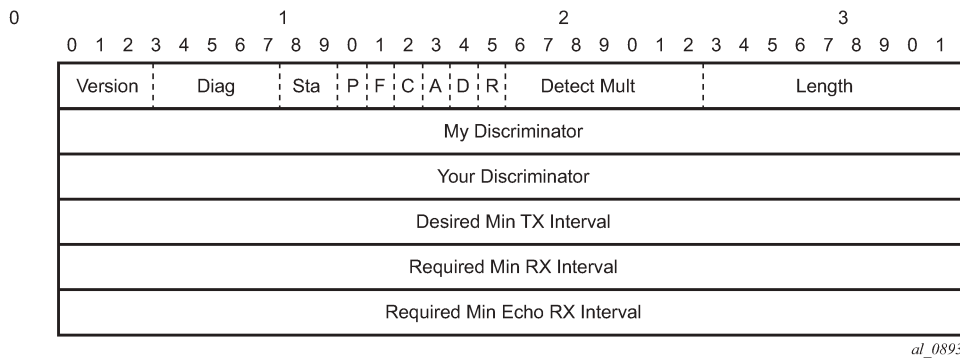 0 1 2 3
0 1 2 3 4 5 6 7 8 9 0 1 2 3 4 5 6 7 8 9 0 1 2 3 4 5 6 7 8 9 0 1
Version Diag Sta P F C A D R Detect Mult Length
My Discriminator
Your Discriminator
Desired Min TX Interval
Required Min RX Interval
Required Min Echo RX Interval
al_0893